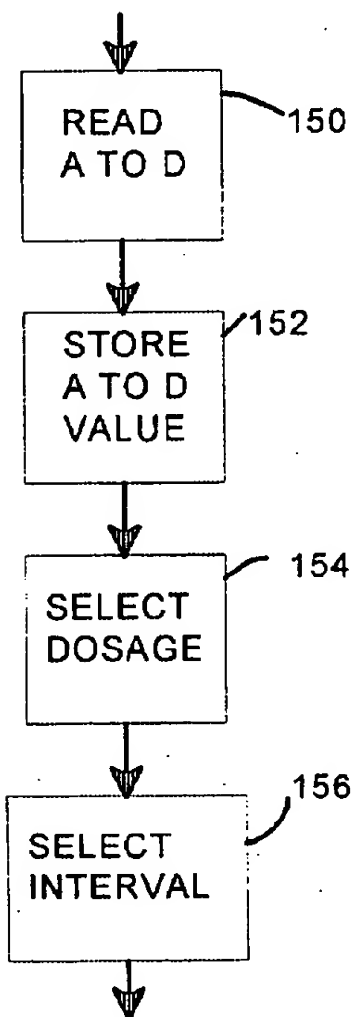 READ
A TO D
150
STORE
A TO D
VALUE
152
SELECT
DOSAGE
154
SELECT
INTERVAL
156